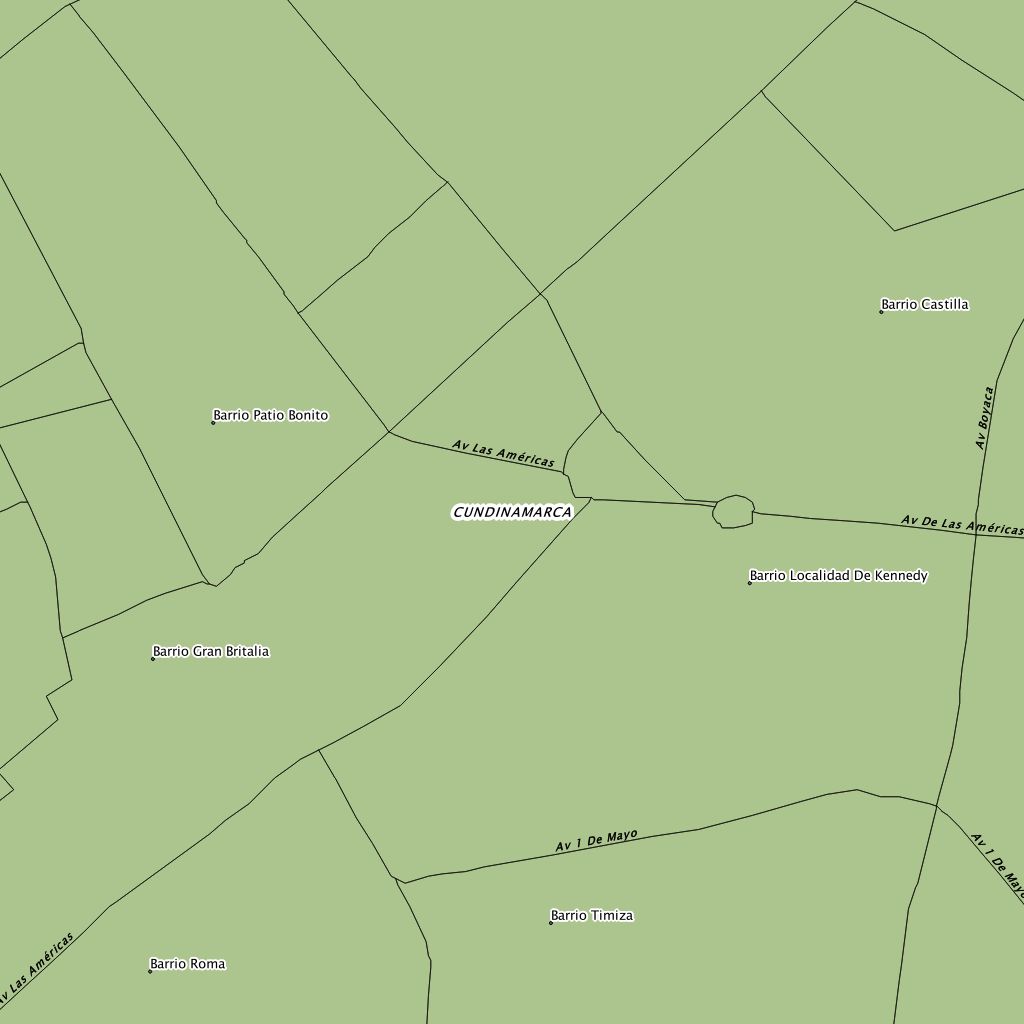 Barrio Castilla
Av Boyaca
Barrio Patio Bonito
Av Las Américas
CUNDINAMARCA
Av De Las Américas
Barrio Localidad De Kennedy
Barrio Gran Britalia
Av 1 De Mayo
Av 1 De Mayo
Barrio Timiza
Av Las Américas
Barrio Roma